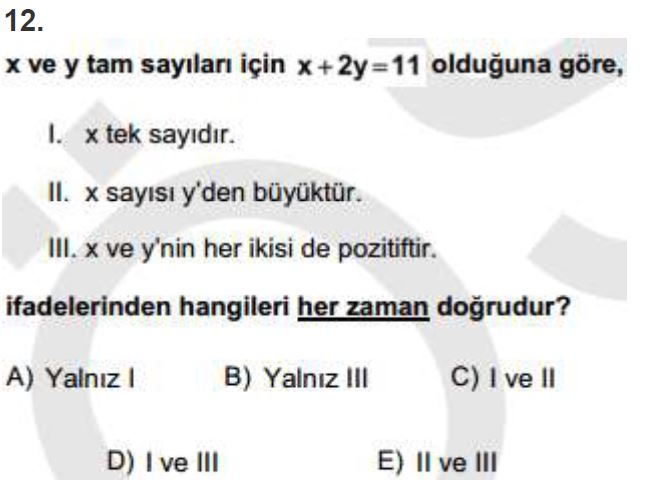 12.
x ve y tam sayıları için x + 2y = 11 olduğuna göre,
I. x tek sayıdır.
II. x sayısı y'den büyüktür.
III. x ve y'nin her ikisi de pozitiftir.
ifadelerinden hangileri her zaman doğrudur?
A) Yalnız I B) Yalnız III C) I ve II
D) I ve III E) II ve III